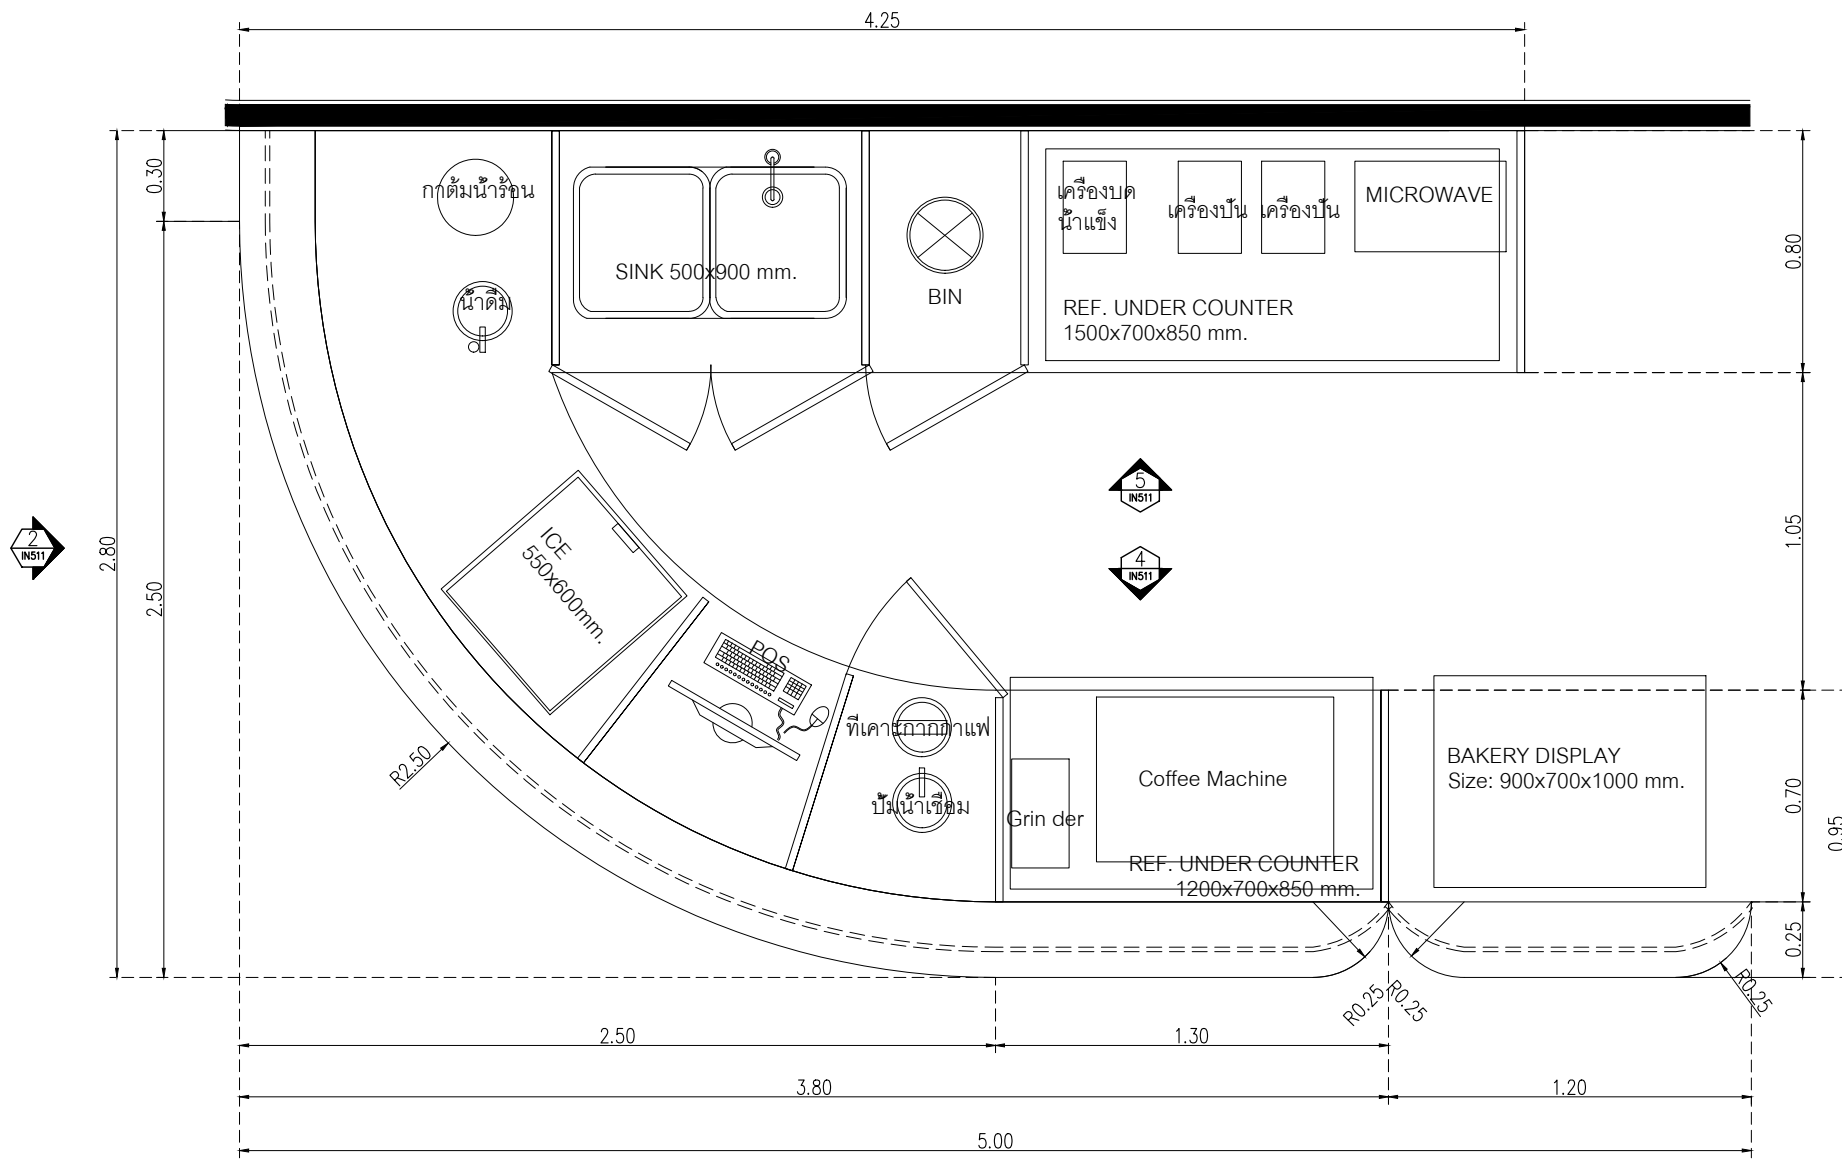 4.25
0.30
2.80
2.50
กาต้มน้ำร้อน
น้ำดื่ม
SINK 500x900 mm.
BIN
เครื่องบด
น้ำแข็ง
เครื่องปั่น
เครื่องปั่น
MICROWAVE
REF. UNDER COUNTER
1500x700x850 mm.
0.80
1.05
5
IN511
4
IN511
2
IN511
ICE
550x600mm.
POS
R2.50
ที่เคาะกากกาแฟ
ปั๊มน้ำเชื่อม
Grin der
Coffee Machine
REF. UNDER COUNTER
1200x700x850 mm.
BAKERY DISPLAY
Size: 900x700x1000 mm.
0.70
0.95
0.25
R0.25
R0.25
R0.25
2.50
1.30
3.80
1.20
5.00